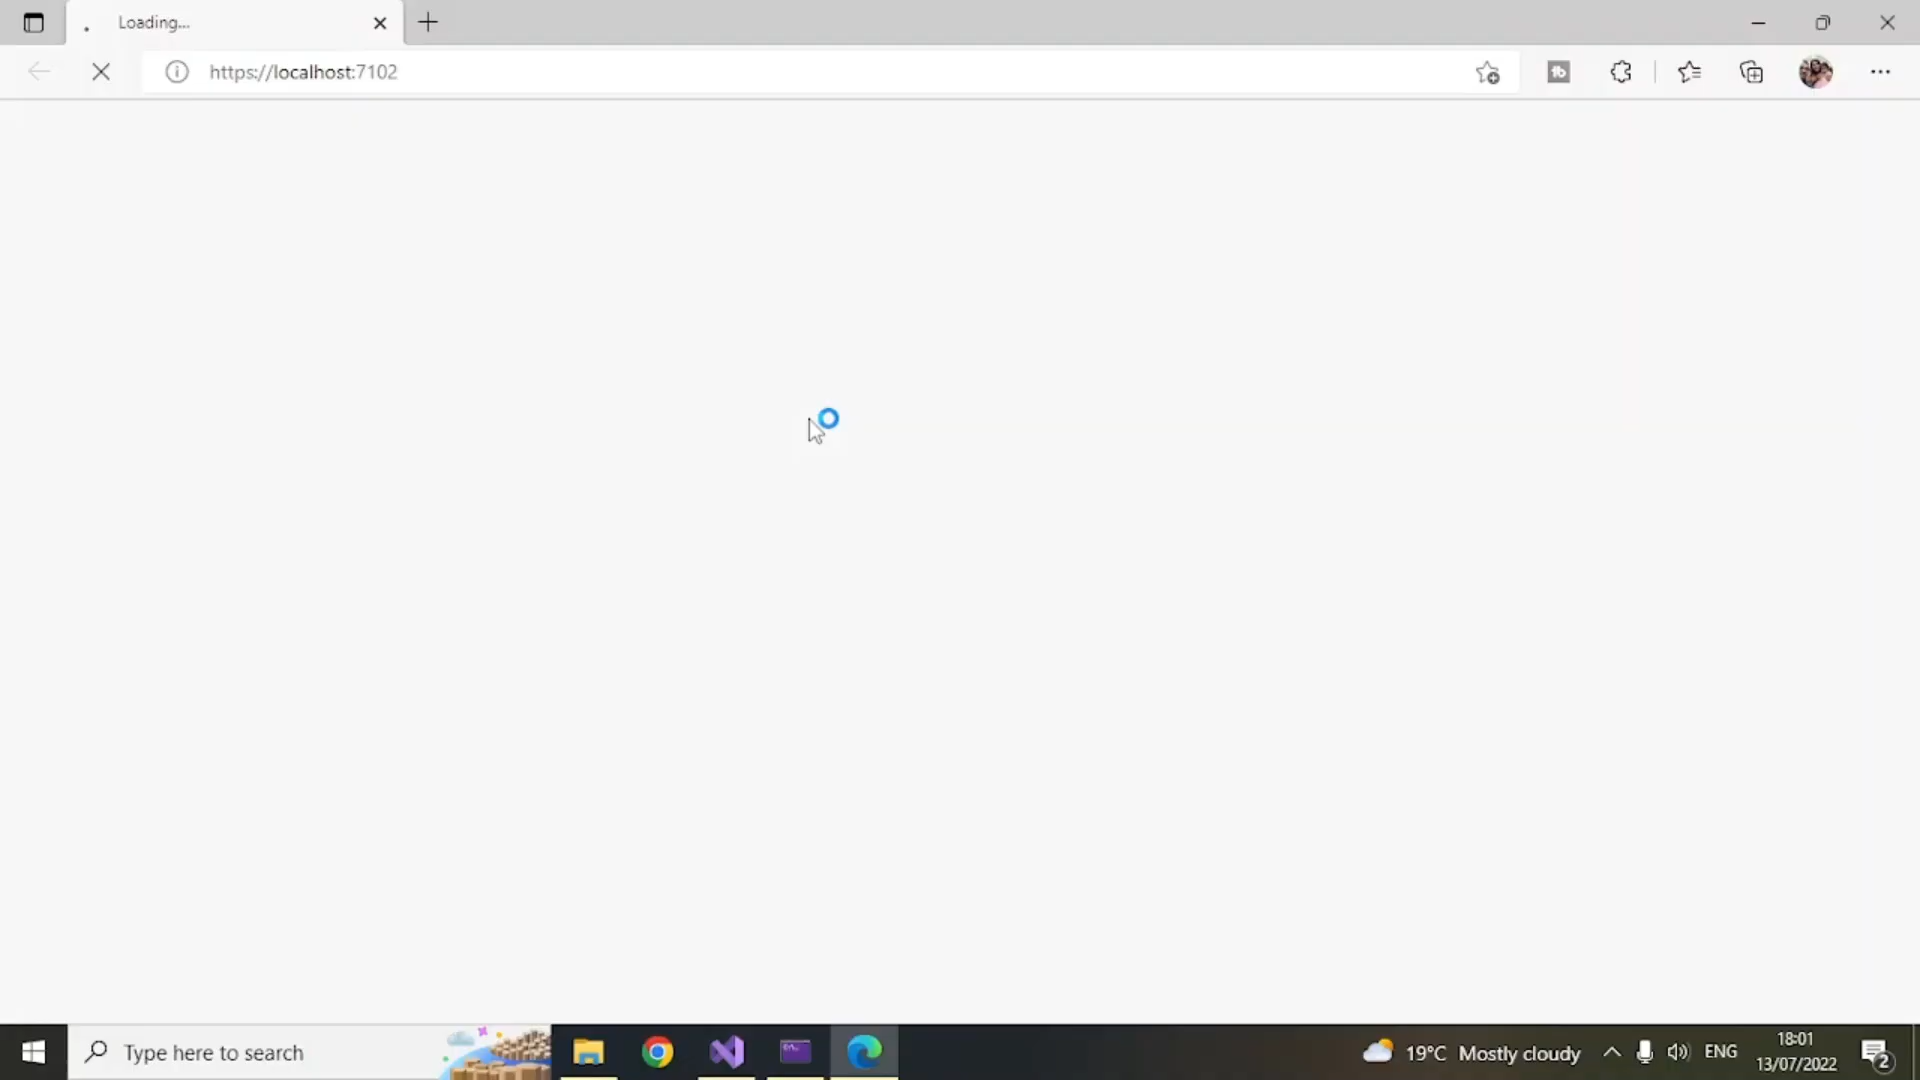 Loading...
https://localhost:7102
Type here to search
19°C Mostly cloudy
ENG
18:01
13/07/2022
2